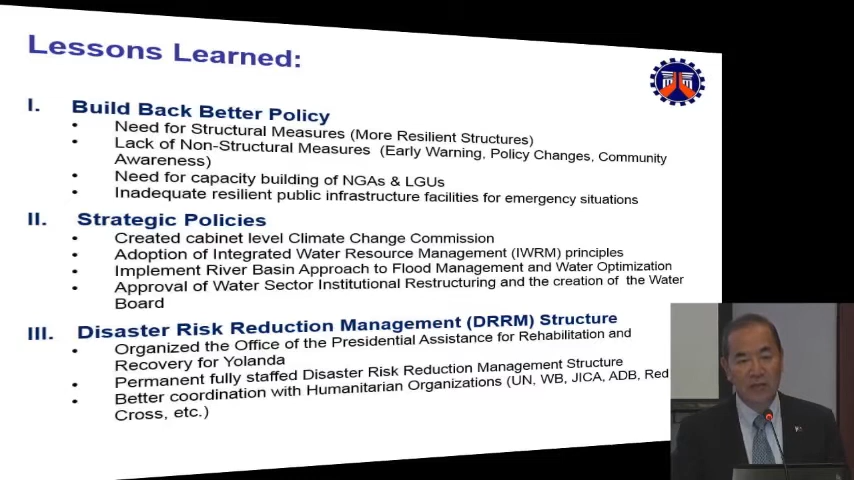 Lessons Learned:
I. Build Back Better Policy
• Need for Structural Measures (More Resilient Structures)
• Lack of Non-Structural Measures (Early Warning, Policy Changes, Community
Awareness)
• Need for capacity building of NGAs & LGUs
• Inadequate resilient public infrastructure facilities for emergency situations
II. Strategic Policies
• Created cabinet level Climate Change Commission
• Adoption of Integrated Water Resource Management (IWRM) principles
• Implement River Basin Approach to Flood Management and Water Optimization
• Approval of Water Sector Institutional Restructuring and the creation of the Water
Board
III. Disaster Risk Reduction Management (DRRM) Structure
• Organized the Office of the Presidential Assistance for Rehabilitation and
Recovery for Yolanda
• Permanent fully staffed Disaster Risk Reduction Management Structure
• Better coordination with Humanitarian Organizations (UN, WB, JICA, ADB, Red
Cross, etc.)